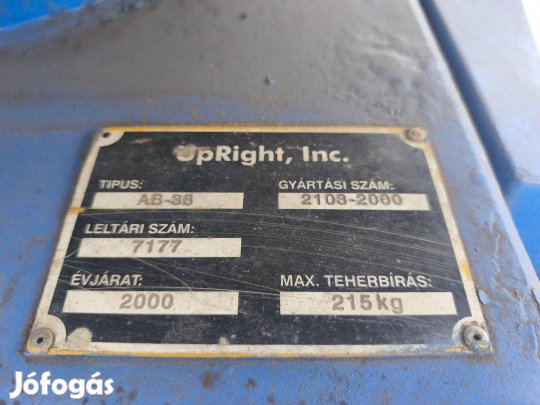 UpRight, Inc.
TIPUS: GYÁRTÁSI SZÁM:
AB-38 2108-2000
LELTÁRI SZÁM:
7177
ÉVJÁRAT: MAX. TEHERBÍRÁS:
2000 215kg
Jófogás